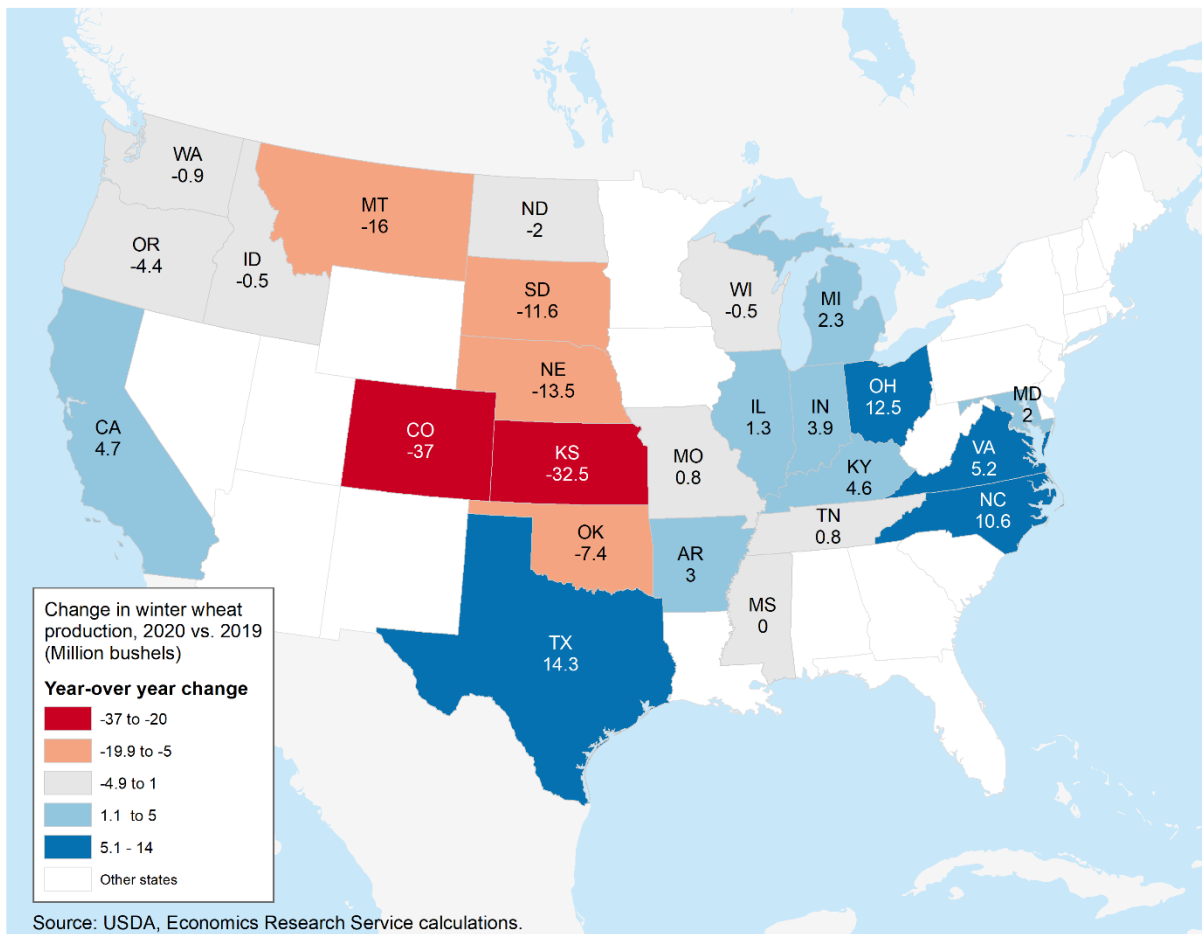 WA
-0.9
MT
-16
ND
-2
OR
-4.4
ID
-0.5
SD
-11.6
WI
-0.5
MI
2.3
NE
-13.5
OH
12.5
MD
2
CA
4.7
CO
-37
KS
-32.5
IL
1.3
IN
3.9
MO
0.8
KY
4.6
VA
5.2
NC
10.6
TN
0.8
OK
-7.4
AR
3
MS
0
TX
14.3
Change in winter wheat
production, 2020 vs. 2019
(Million bushels)
Year-over year change
-37 to -20
-19.9 to -5
-4.9 to 1
1.1 to 5
5.1 - 14
Other states
Source: USDA, Economics Research Service calculations.